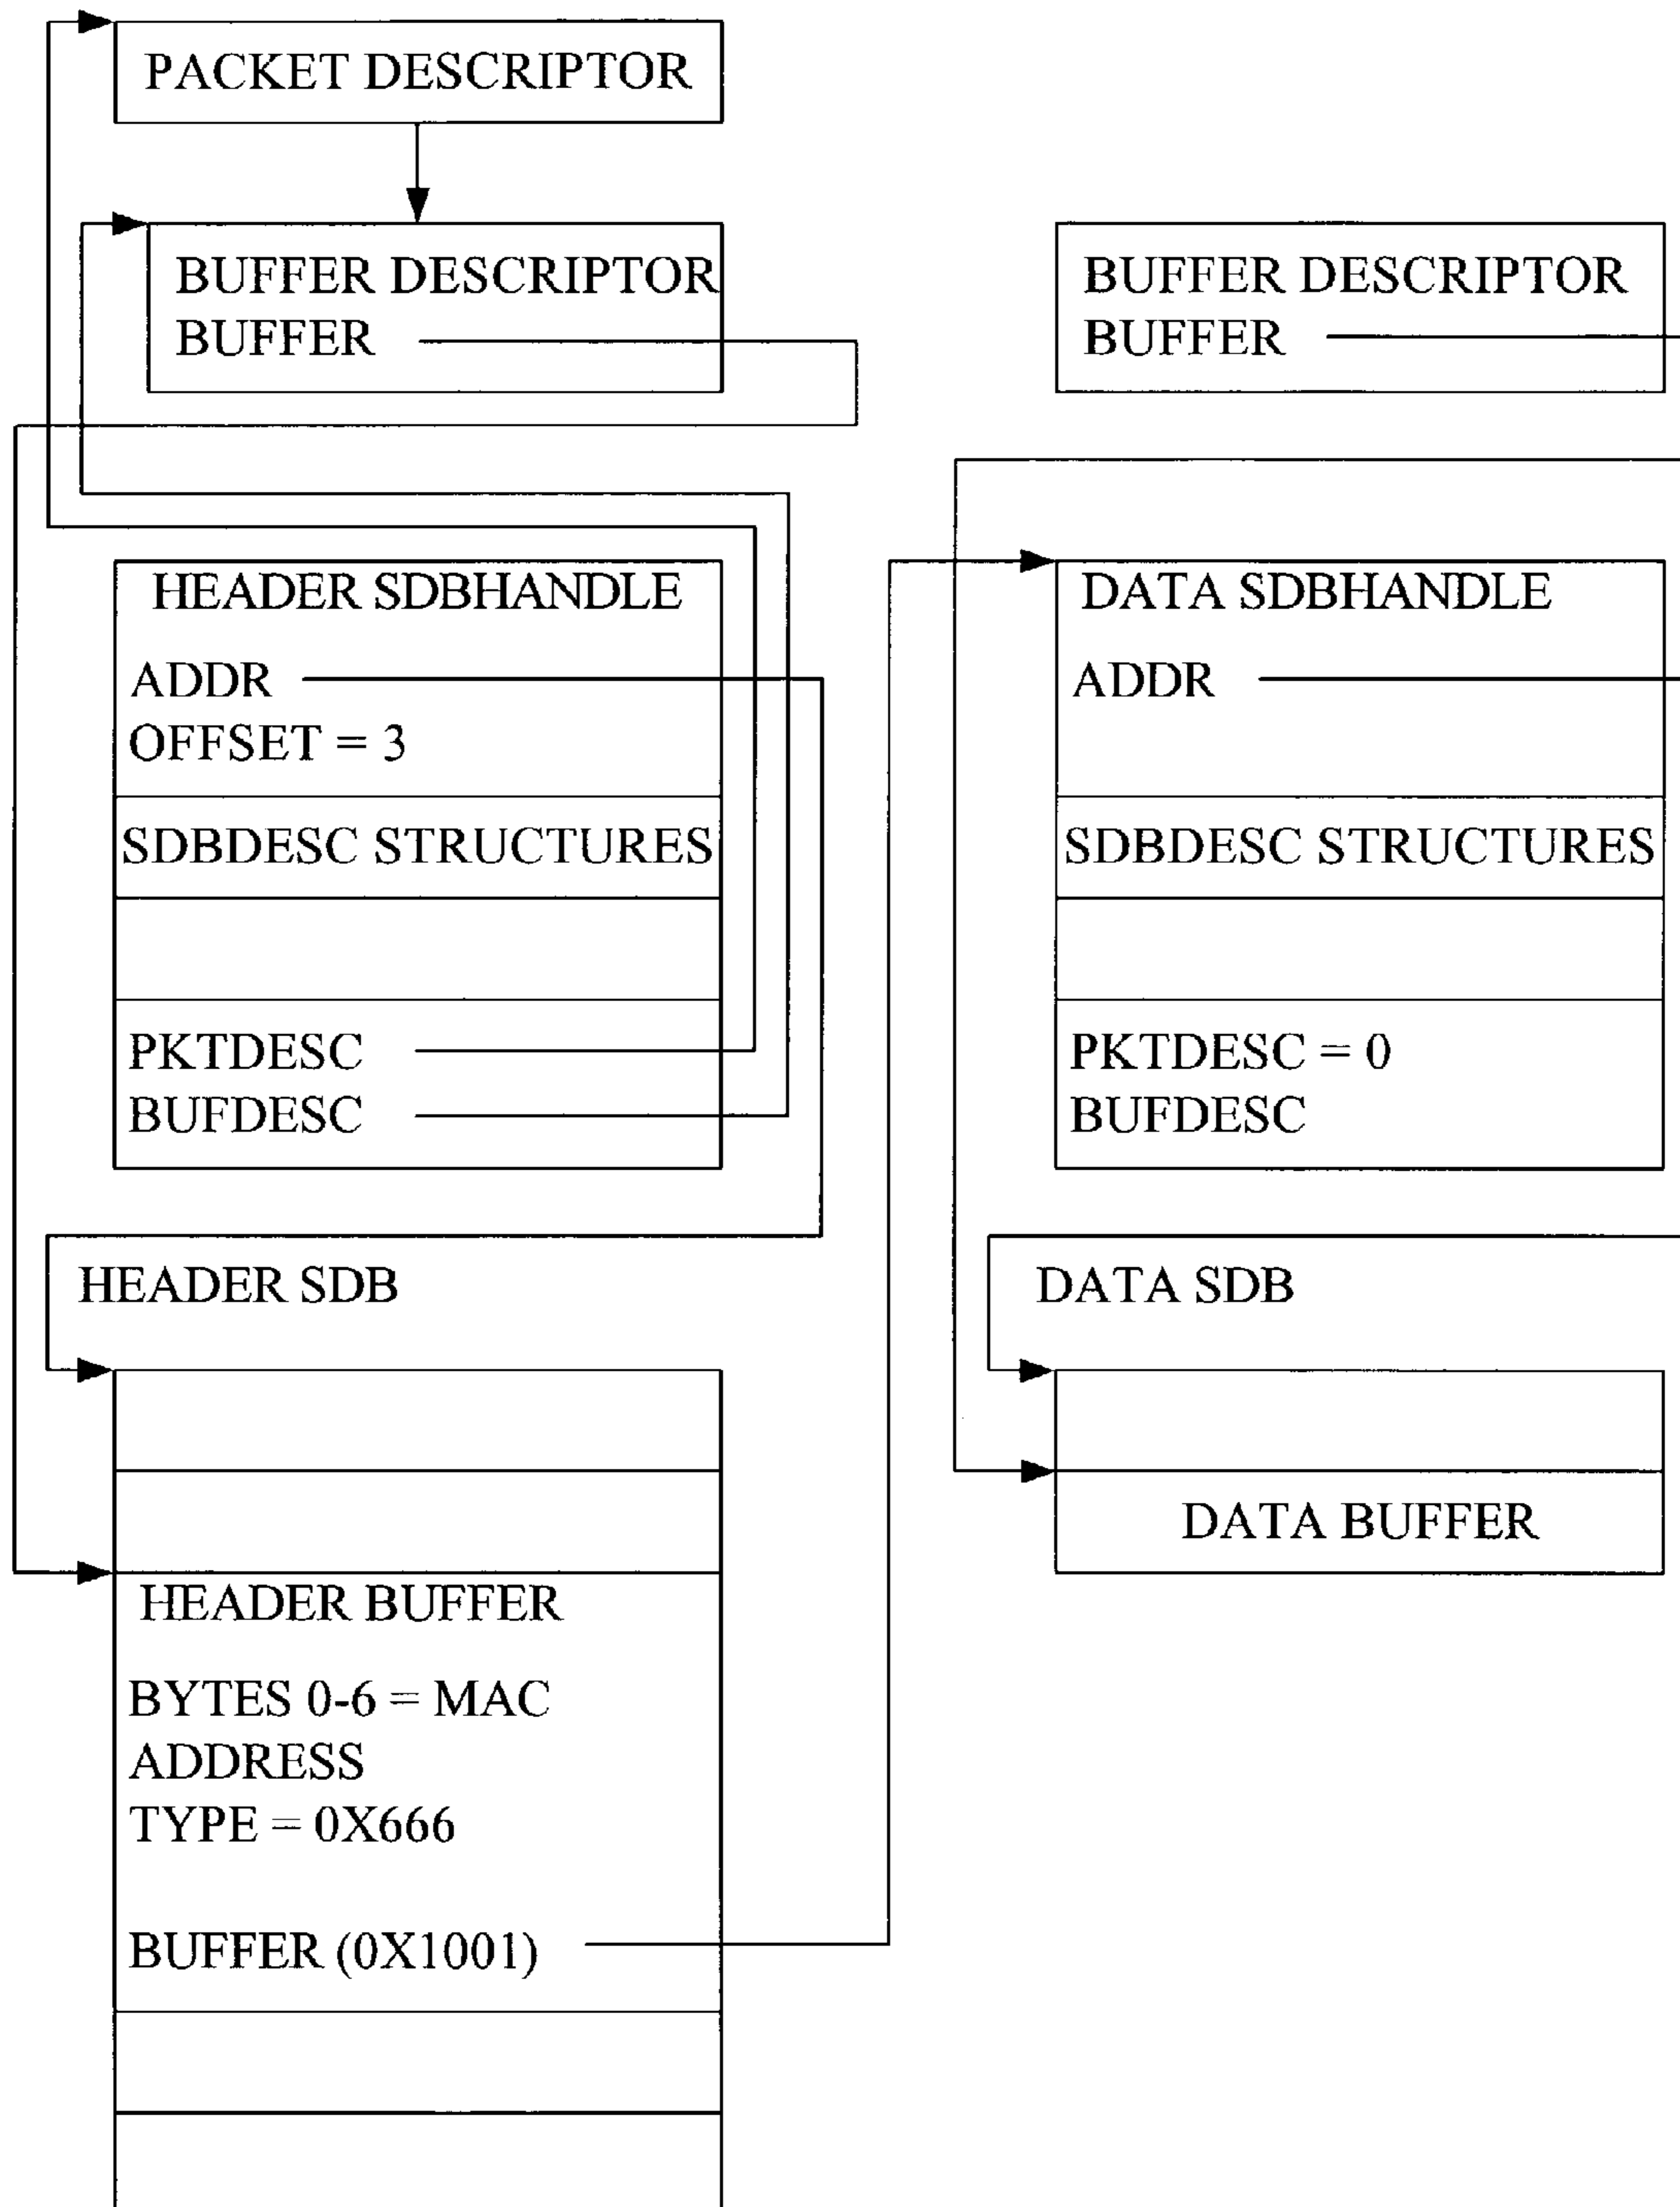 PACKET DESCRIPTOR
BUFFER DESCRIPTOR
BUFFER
BUFFER DESCRIPTOR
BUFFER
HEADER SDBHANDLE
ADDR
OFFSET = 3
SDBDESC STRUCTURES
PKTDESC
BUFDESC
DATA SDBHANDLE
ADDR
SDBDESC STRUCTURES
PKTDESC = 0
BUFDESC
HEADER SDB
HEADER BUFFER
BYTES 0-6 = MAC
ADDRESS
TYPE = 0X666
BUFFER (0X1001)
DATA SDB
DATA BUFFER